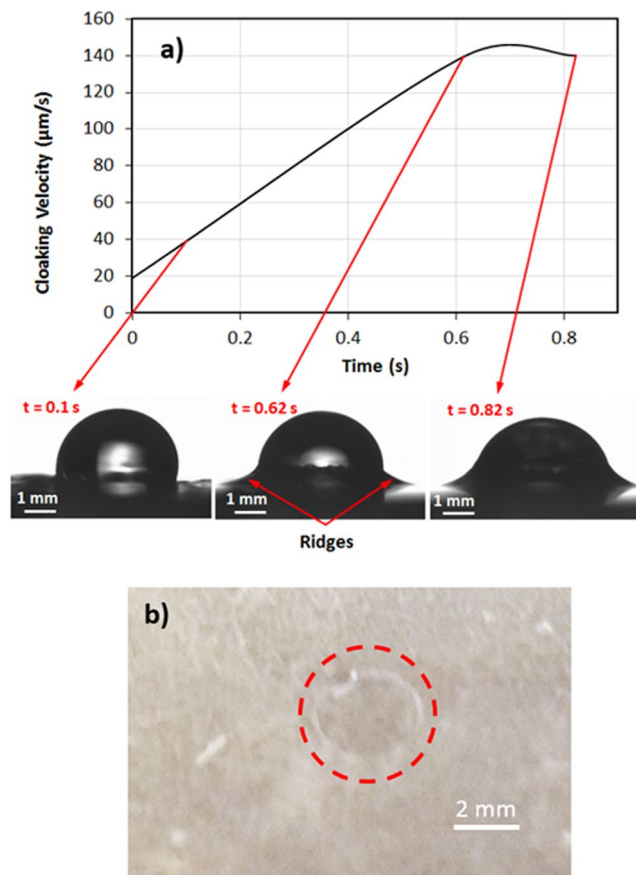 a)
160
140
120
100
80
60
40
20
0
Cloaking Velocity (µm/s)
0 0.2 0.4 0.6 0.8
Time (s)
t = 0.1 s
t = 0.62 s
t = 0.82 s
1 mm
1 mm
1 mm
Ridges
b)
2 mm